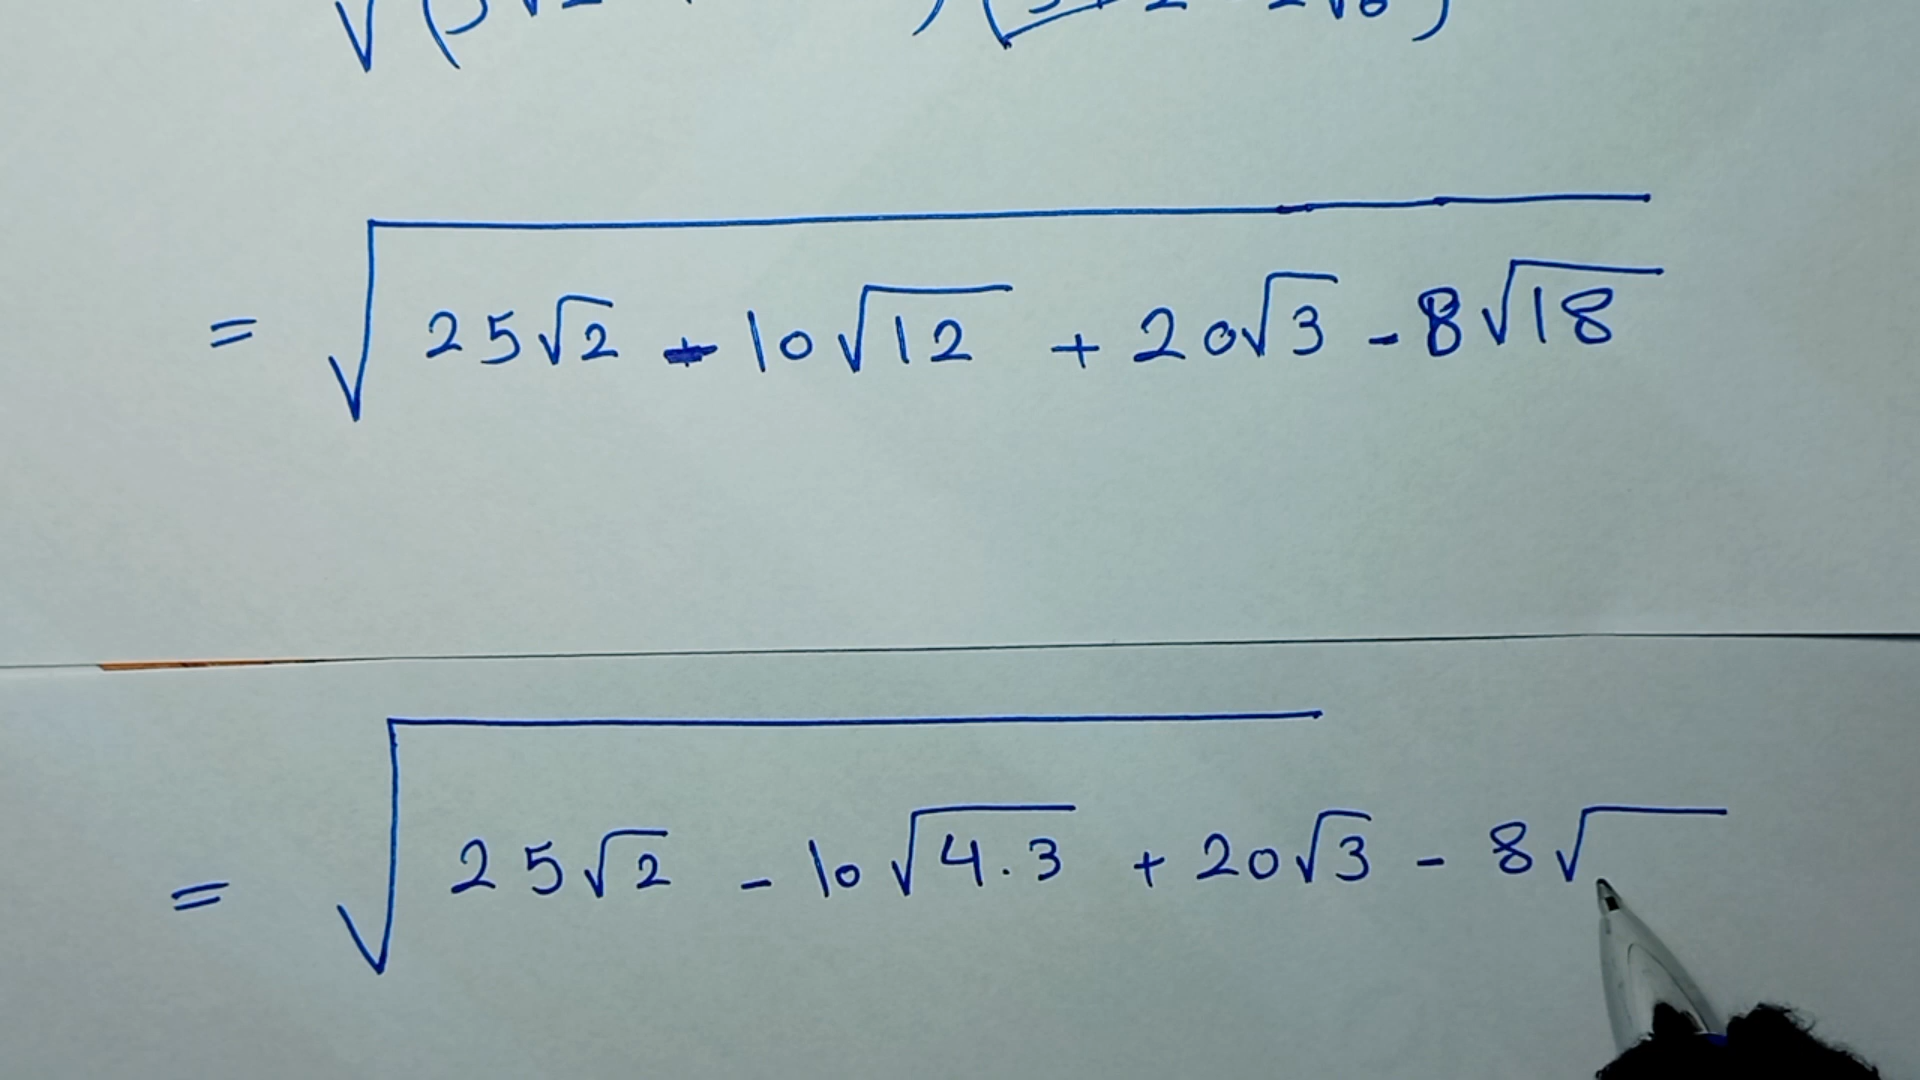 = √(25√2 - 10√12 + 20√3 - 8√18)
= √(25√2 - 10√(4.3) + 20√3 - 8√